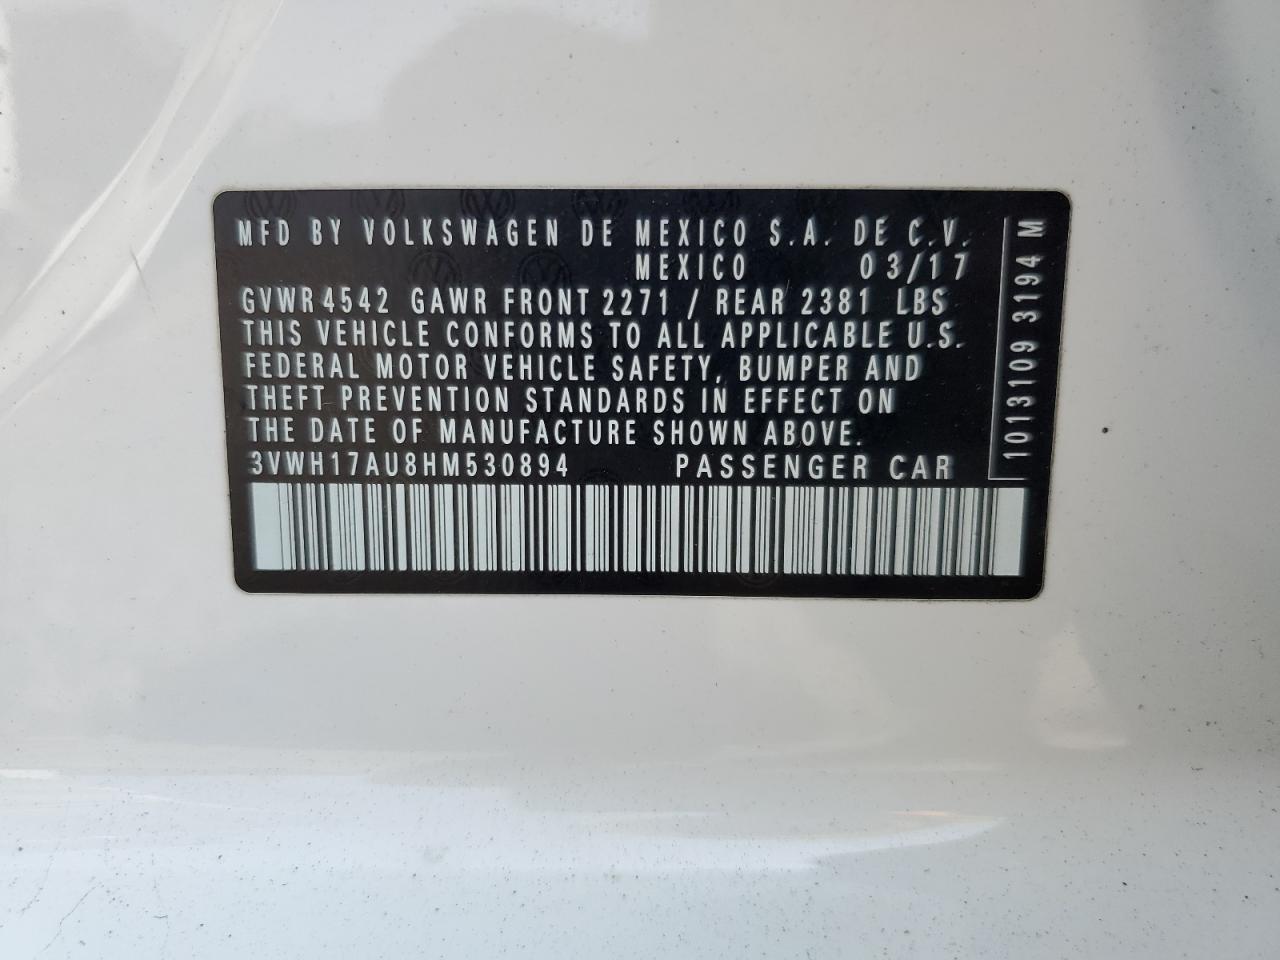 MFD BY VOLKSWAGEN DE MEXICO S.A. DE C.V.
MEXICO 03/17
GVWR 4542 GAWR FRONT 2271 / REAR 2381 LBS
THIS VEHICLE CONFORMS TO ALL APPLICABLE U.S.
FEDERAL MOTOR VEHICLE SAFETY, BUMPER AND
THEFT PREVENTION STANDARDS IN EFFECT ON
THE DATE OF MANUFACTURE SHOWN ABOVE.
3VWH17AU8HM530894 PASSENGER CAR
1013109 3194 M